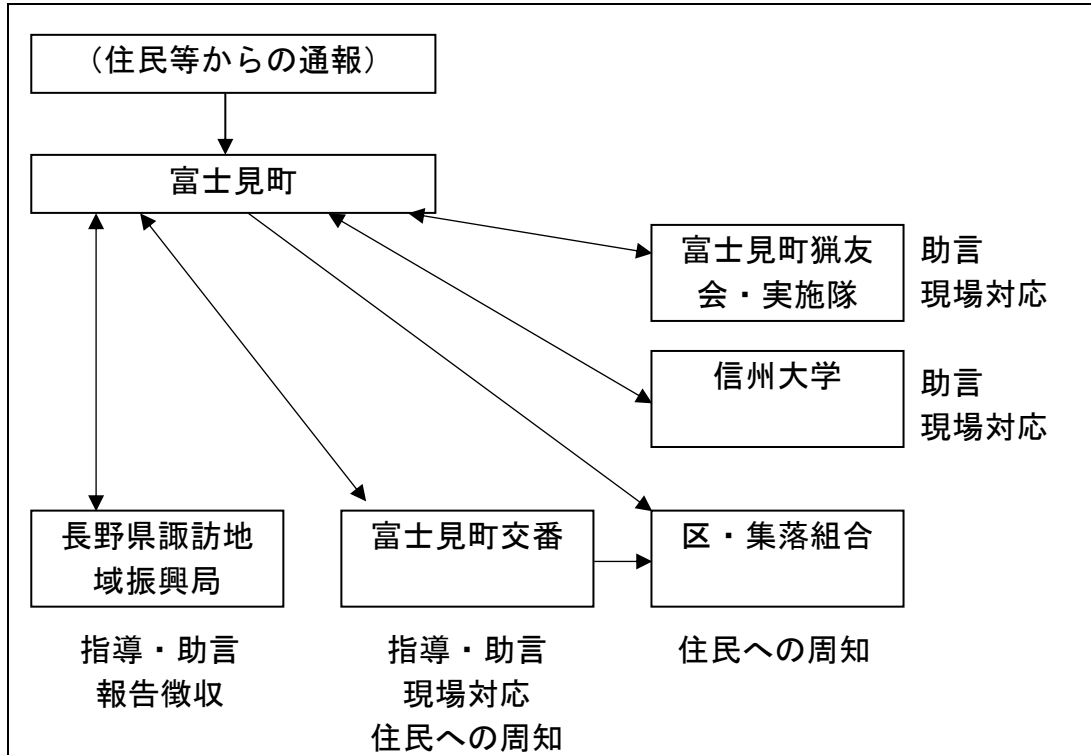 （住民等からの通報）
富士見町
富士見町猟友
会・実施隊
助言
現場対応
信州大学
助言
現場対応
長野県諏訪地
域振興局
富士見町交番
区・集落組合
指導・助言
報告徴収
指導・助言
現場対応
住民への周知
住民への周知